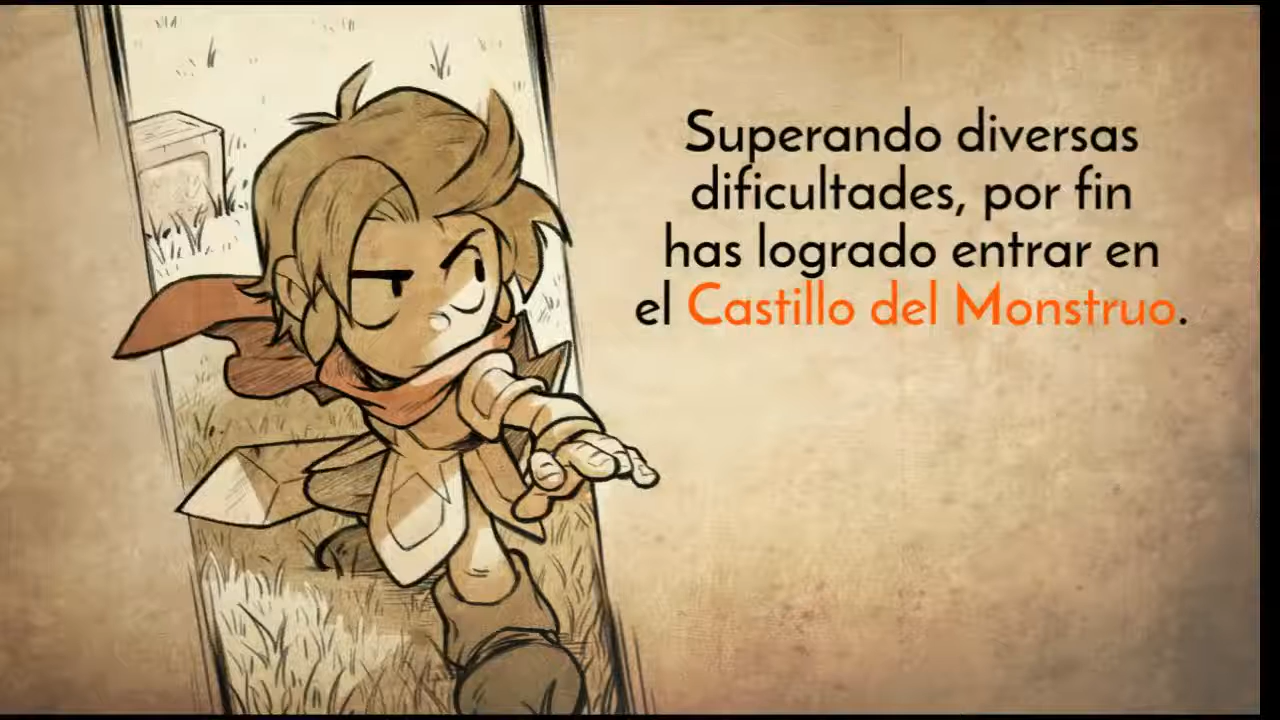 Superando diversas
dificultades, por fin
has logrado entrar en
el Castillo del Monstruo.